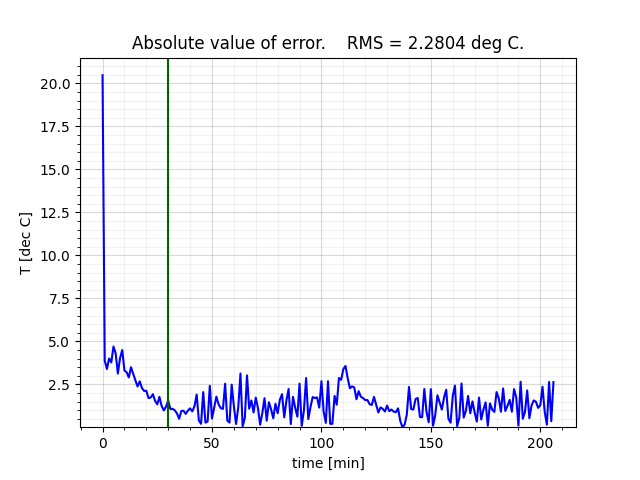 Absolute value of error. RMS = 2.2804 deg C.
20.0
17.5
15.0
12.5
10.0
7.5
5.0
2.5
T [dec C]
0 50 100 150 200
time [min]